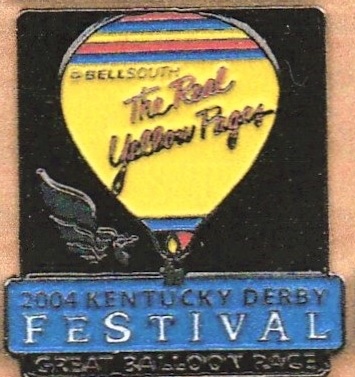 BELLSOUTH
The Real
Yellow Pages
2004 KENTUCKY DERBY
FESTIVAL
GREAT BALLOON RACE